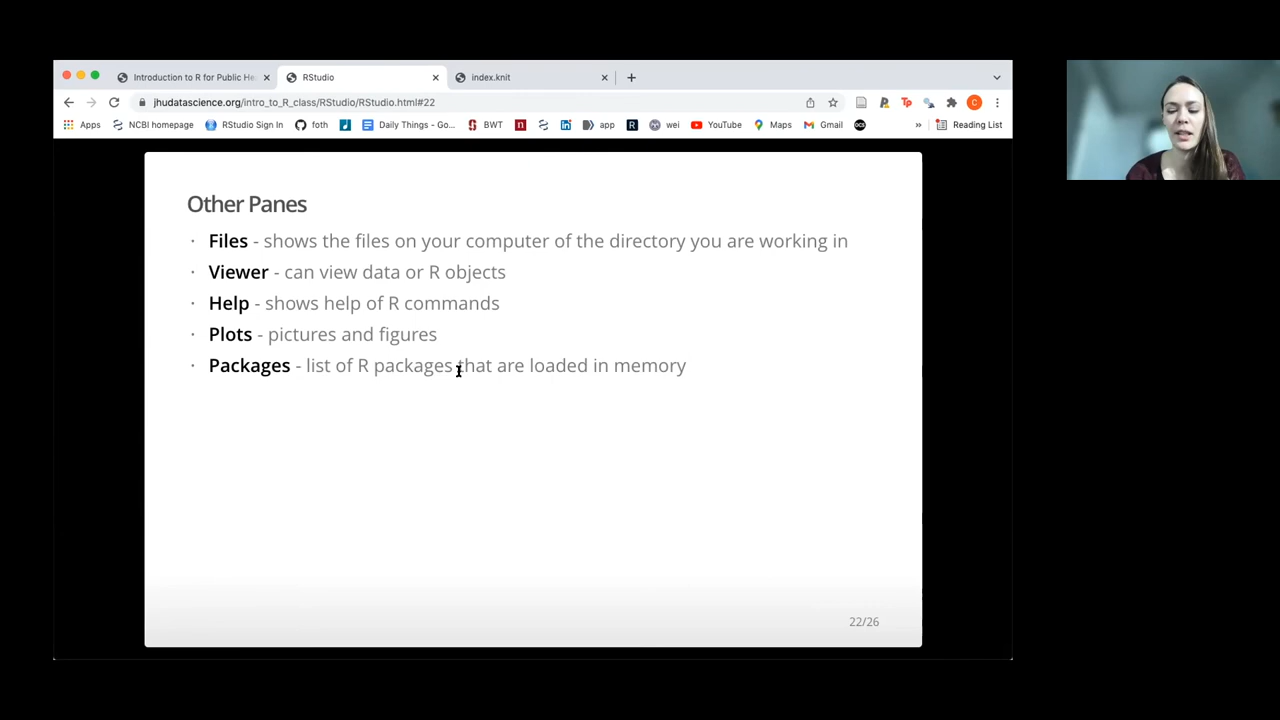 Introduction to R for Public He
RStudio
index.knit
jhudatascience.org/intro_to_R_class/RStudio/RStudio.html#22
Apps NCBI homepage RStudio Sign In foth Daily Things - Go... BWT app wei YouTube Maps Gmail » Reading List
Other Panes
· Files - shows the files on your computer of the directory you are working in
· Viewer - can view data or R objects
· Help - shows help of R commands
· Plots - pictures and figures
· Packages - list of R packages that are loaded in memory
22/26